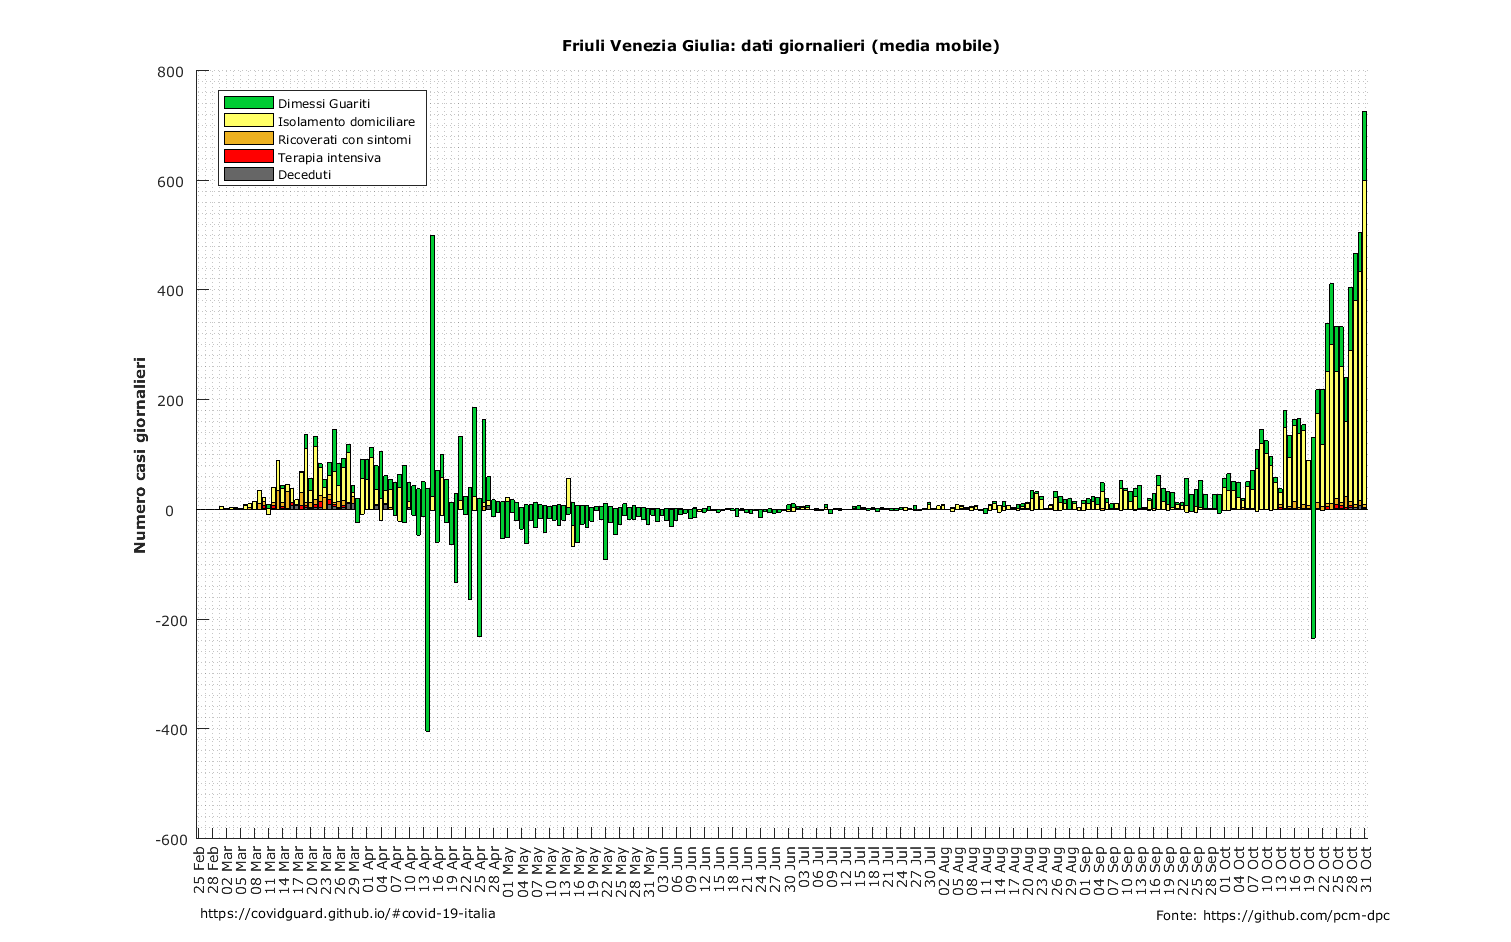 Friuli Venezia Giulia: dati giornalieri (media mobile)
800
600
400
200
0
-200
-400
-600
Numero casi giornalieri
Dimessi Guariti
Isolamento domiciliare
Ricoverati con sintomi
Terapia intensiva
Deceduti
25 Feb
28 Feb
02 Mar
05 Mar
08 Mar
11 Mar
14 Mar
17 Mar
20 Mar
23 Mar
26 Mar
29 Mar
01 Apr
04 Apr
07 Apr
10 Apr
13 Apr
16 Apr
19 Apr
22 Apr
25 Apr
28 Apr
01 May
04 May
07 May
10 May
13 May
16 May
19 May
22 May
25 May
28 May
31 May
03 Jun
06 Jun
09 Jun
12 Jun
15 Jun
18 Jun
21 Jun
24 Jun
27 Jun
30 Jun
03 Jul
06 Jul
09 Jul
12 Jul
15 Jul
18 Jul
21 Jul
24 Jul
27 Jul
30 Jul
02 Aug
05 Aug
08 Aug
11 Aug
14 Aug
17 Aug
20 Aug
23 Aug
26 Aug
29 Aug
01 Sep
04 Sep
07 Sep
10 Sep
13 Sep
16 Sep
19 Sep
22 Sep
25 Sep
28 Sep
01 Oct
04 Oct
07 Oct
10 Oct
13 Oct
16 Oct
19 Oct
22 Oct
25 Oct
28 Oct
31 Oct
https://covidguard.github.io/#covid-19-italia
Fonte: https://github.com/pcm-dpc